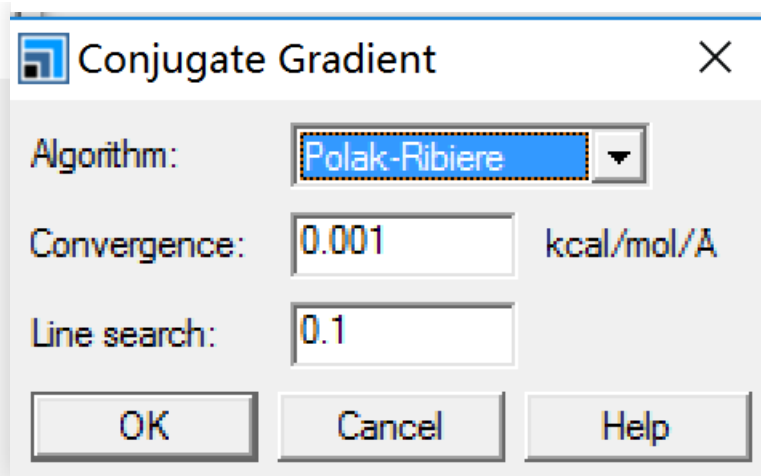 Conjugate Gradient
Algorithm: Polak-Ribiere
Convergence: 0.001 kcal/mol/Å
Line search: 0.1
OK Cancel Help